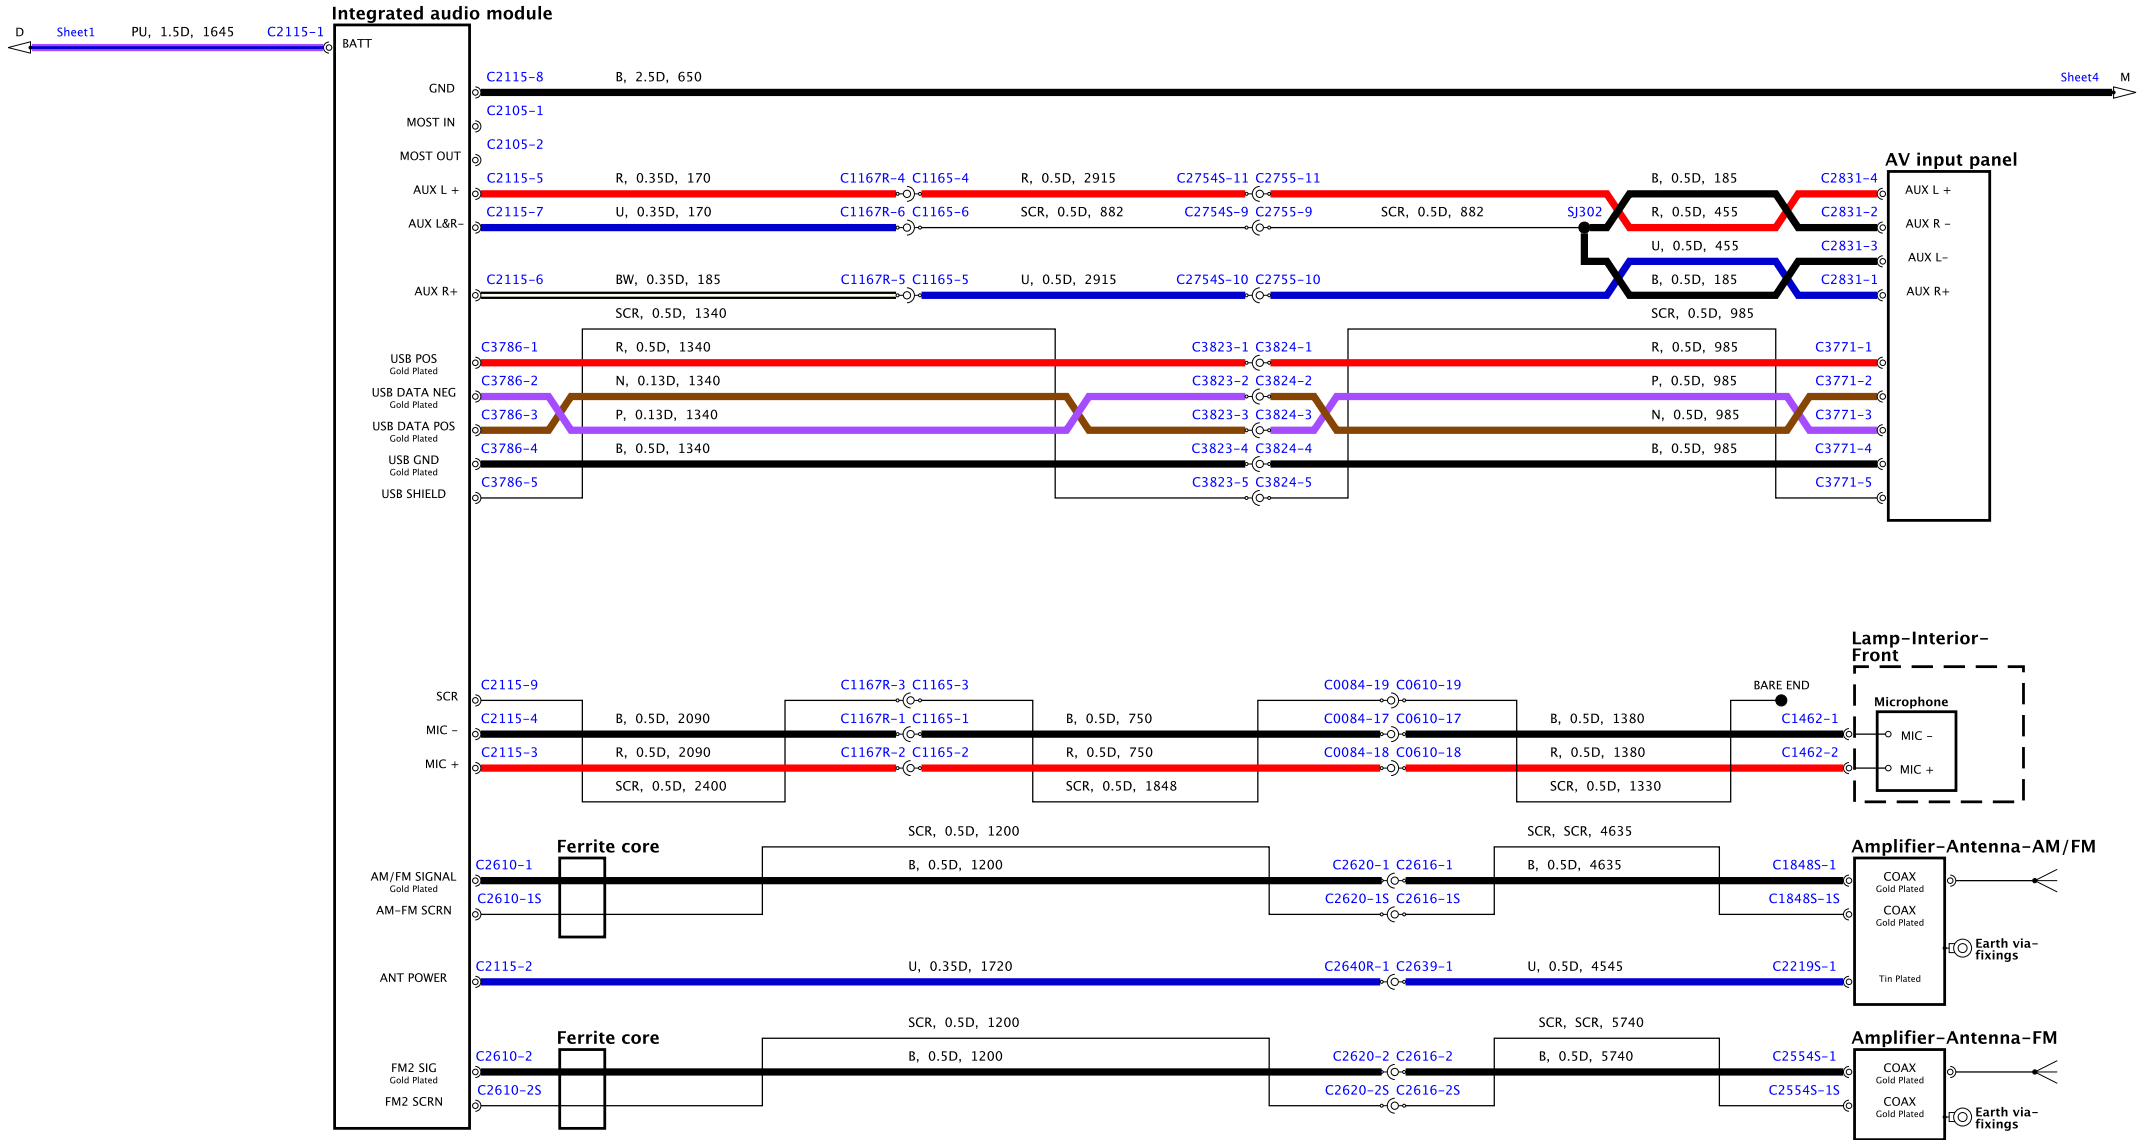 Integrated audio module
D Sheet1 PU, 1.5D, 1645 C2115-1 BATT
C2115-8 B, 2.5D, 650 Sheet4 M
GND
C2105-1
MOST IN
C2105-2
MOST OUT
AV input panel
C2115-5 R, 0.35D, 170 C1167R-4 C1165-4 R, 0.5D, 2915 C2754S-11 C2755-11 B, 0.5D, 185 C2831-4
AUX L + AUX L +
C2115-7 U, 0.35D, 170 C1167R-6 C1165-6 SCR, 0.5D, 882 C2754S-9 C2755-9 SCR, 0.5D, 882 SJ302 R, 0.5D, 455 C2831-2
AUX L&R- AUX R -
U, 0.5D, 455 C2831-3
AUX L-
C2115-6 BW, 0.35D, 185 C1167R-5 C1165-5 U, 0.5D, 2915 C2754S-10 C2755-10 B, 0.5D, 185 C2831-1
AUX R+ AUX R+
SCR, 0.5D, 1340 SCR, 0.5D, 985
C3786-1 R, 0.5D, 1340 C3823-1 C3824-1 R, 0.5D, 985 C3771-1
USB POS
Gold Plated
C3786-2 N, 0.13D, 1340 C3823-2 C3824-2 P, 0.5D, 985 C3771-2
USB DATA NEG
Gold Plated
C3786-3 P, 0.13D, 1340 C3823-3 C3824-3 N, 0.5D, 985 C3771-3
USB DATA POS
Gold Plated
C3786-4 B, 0.5D, 1340 C3823-4 C3824-4 B, 0.5D, 985 C3771-4
USB GND
Gold Plated
C3786-5 C3823-5 C3824-5 C3771-5
USB SHIELD
Lamp-Interior-
Front
C2115-9 C1167R-3 C1165-3 C0084-19 C0610-19 BARE END
SCR
Microphone
C2115-4 B, 0.5D, 2090 C1167R-1 C1165-1 B, 0.5D, 750 C0084-17 C0610-17 B, 0.5D, 1380 C1462-1
MIC - MIC -
C2115-3 R, 0.5D, 2090 C1167R-2 C1165-2 R, 0.5D, 750 C0084-18 C0610-18 R, 0.5D, 1380 C1462-2
MIC + MIC +
SCR, 0.5D, 2400 SCR, 0.5D, 1848 SCR, 0.5D, 1330
SCR, 0.5D, 1200 SCR, SCR, 4635
Ferrite core Amplifier-Antenna-AM/FM
C2610-1 B, 0.5D, 1200 C2620-1 C2616-1 B, 0.5D, 4635 C1848S-1
AM/FM SIGNAL COAX
Gold Plated Gold Plated
C2610-1S C2620-1S C2616-1S C1848S-1S
AM-FM SCRN COAX
Gold Plated
Earth via-
fixings
C2115-2 U, 0.35D, 1720 C2640R-1 C2639-1 U, 0.5D, 4545 C2219S-1
ANT POWER Tin Plated
SCR, 0.5D, 1200 SCR, SCR, 5740
Ferrite core Amplifier-Antenna-FM
C2610-2 B, 0.5D, 1200 C2620-2 C2616-2 B, 0.5D, 5740 C2554S-1
FM2 SIG COAX
Gold Plated Gold Plated
C2610-2S C2620-2S C2616-2S C2554S-1S
FM2 SCRN COAX
Gold Plated
Earth via-
fixings